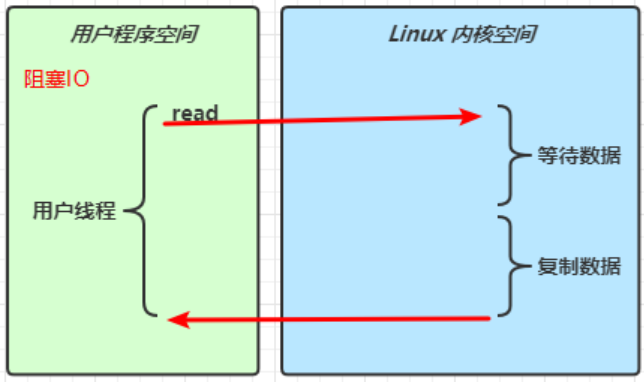 用户程序空间
Linux 内核空间
阻塞IO
read
等待数据
用户线程
复制数据